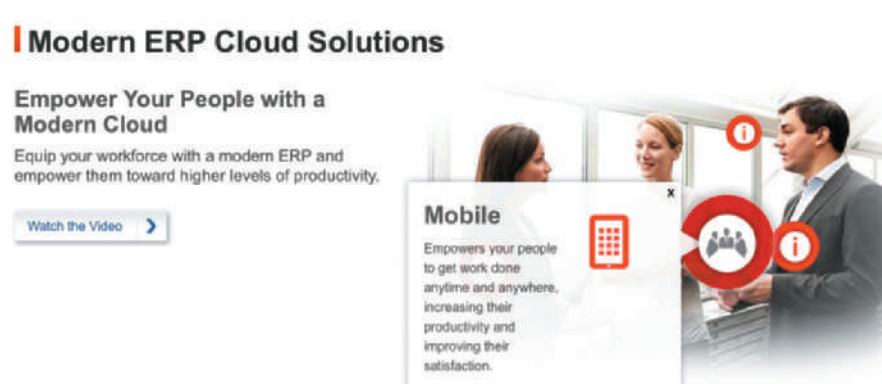 Modern ERP Cloud Solutions
Empower Your People with a
Modern Cloud
Equip your workforce with a modern ERP and
empower them toward higher levels of productivity.
Watch the Video
x
Mobile
Empowers your people
to get work done
anytime and anywhere,
increasing their
productivity and
improving their
satisfaction.
i
i